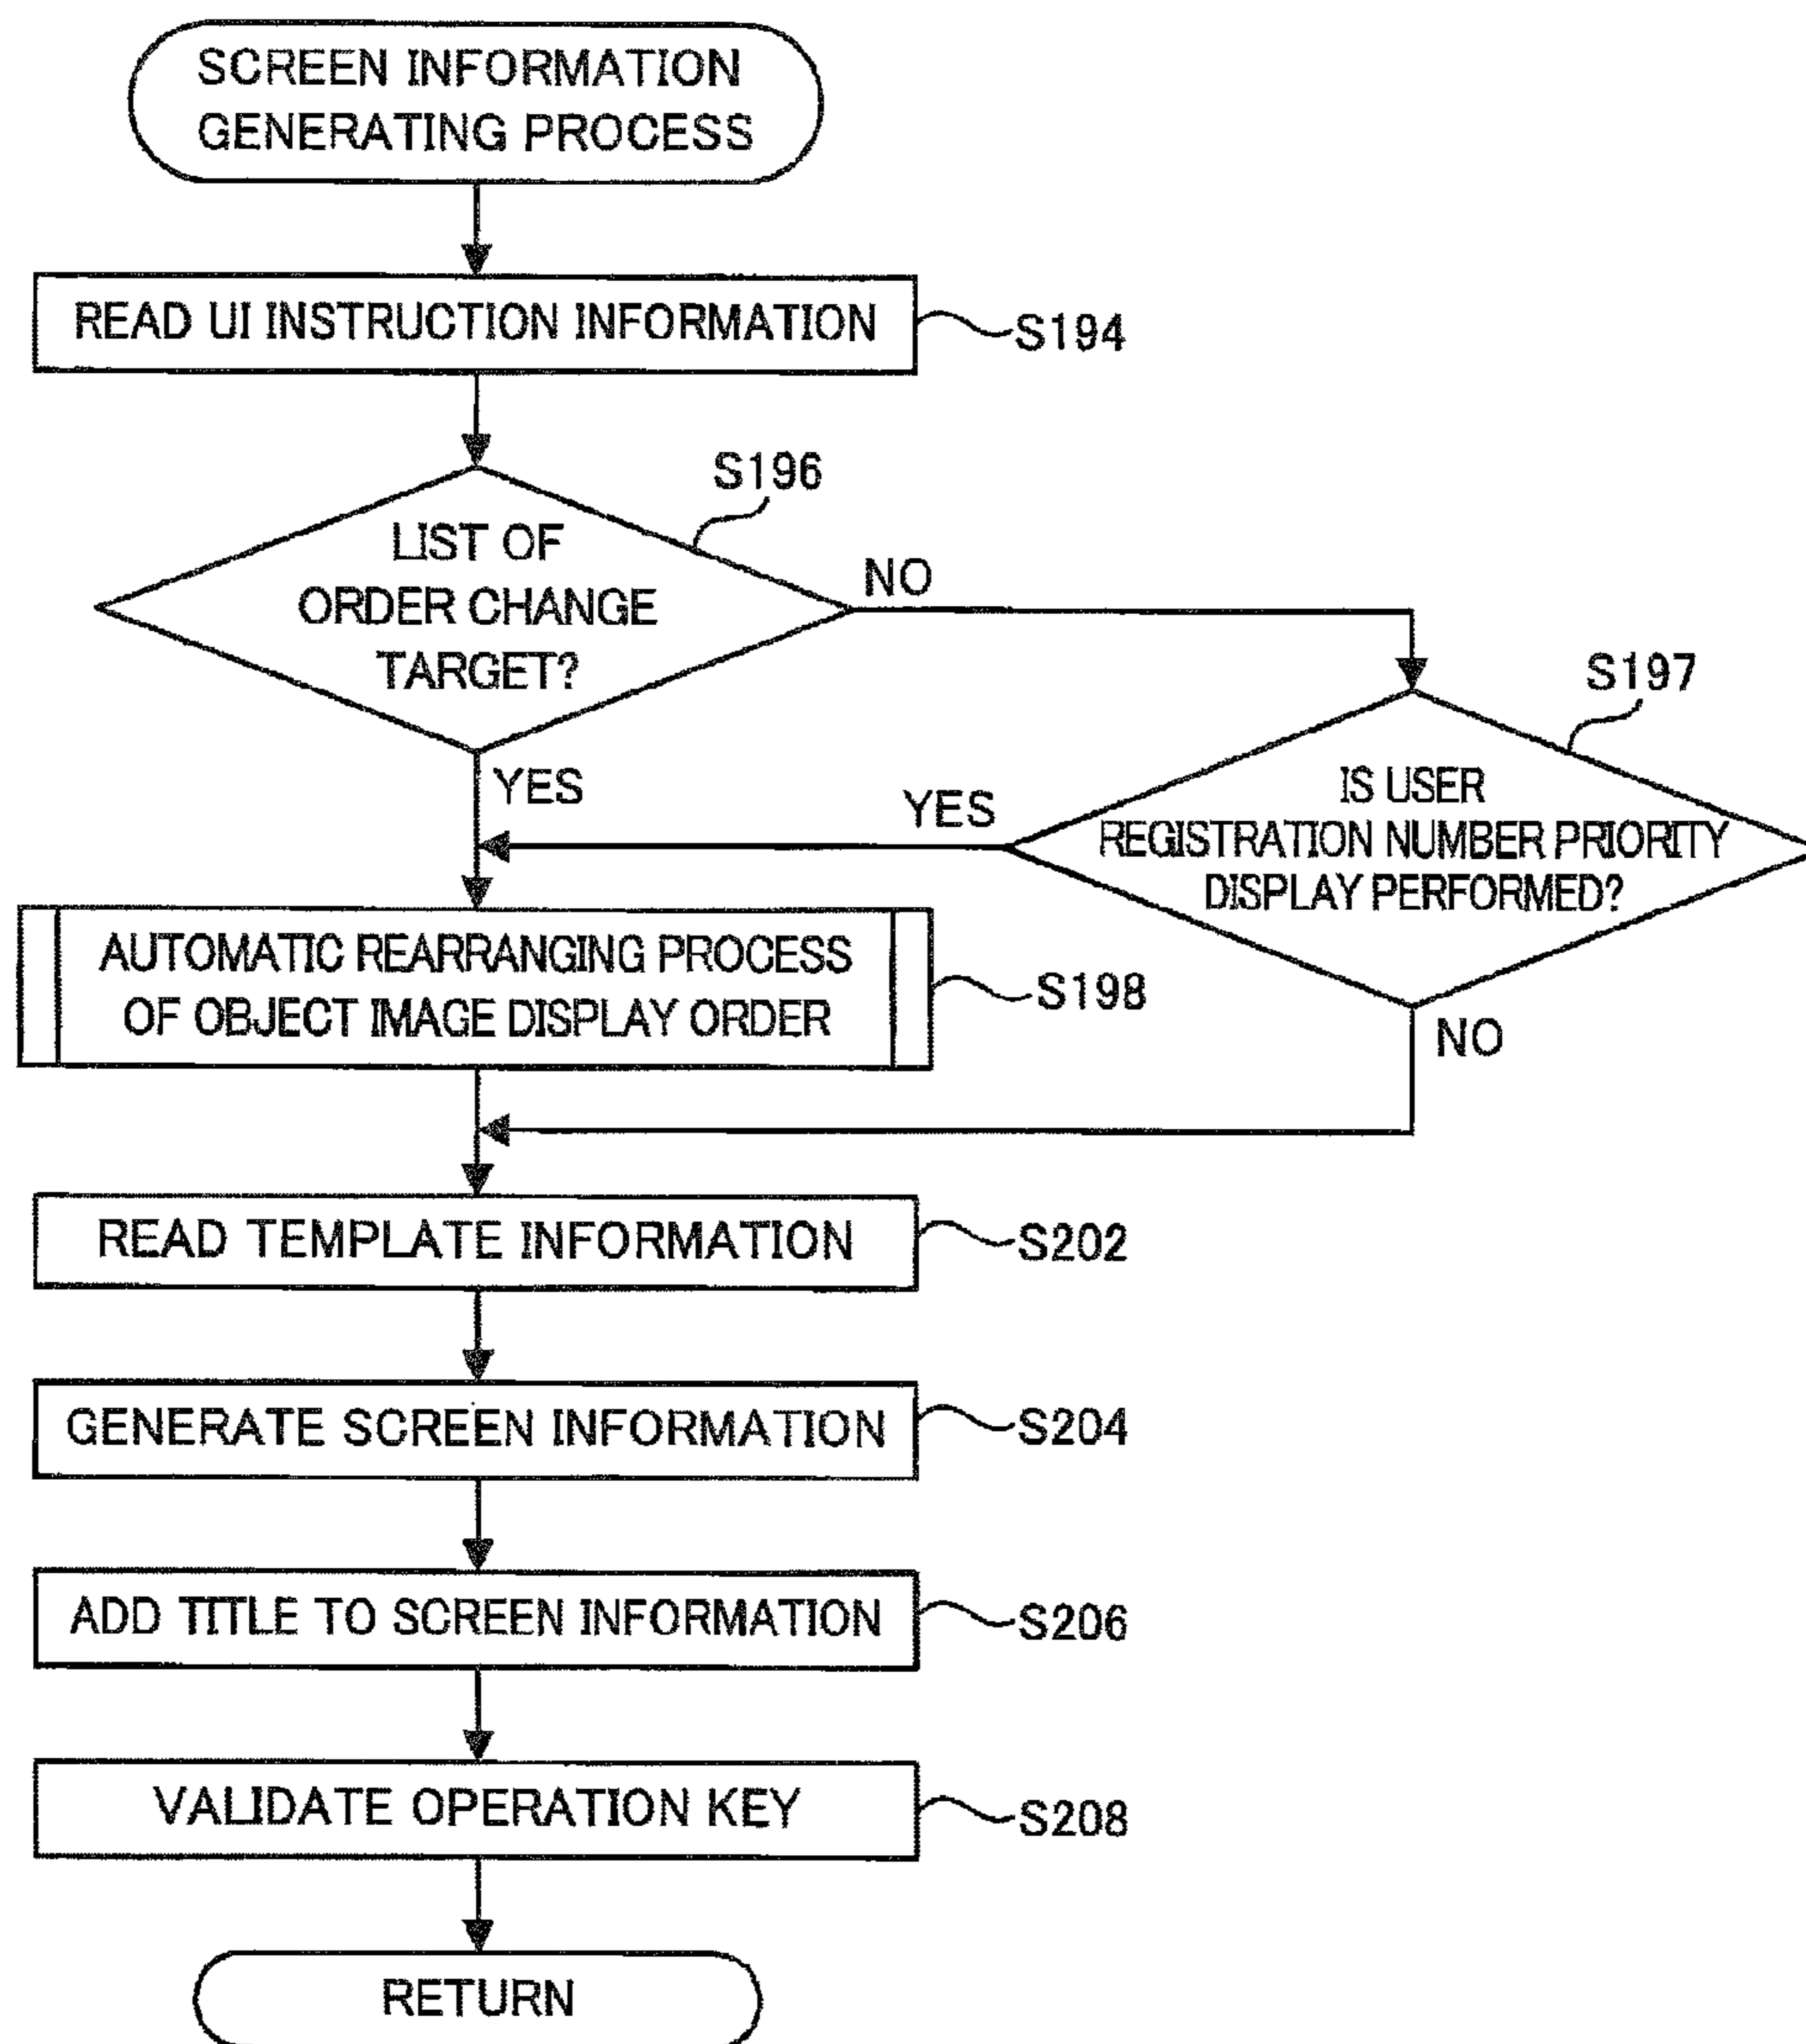 SCREEN INFORMATION
GENERATING PROCESS
READ UI INSTRUCTION INFORMATION
S194
S196
LIST OF
ORDER CHANGE
TARGET?
NO
S197
YES
YES
IS USER
REGISTRATION NUMBER PRIORITY
DISPLAY PERFORMED?
AUTOMATIC REARRANGING PROCESS
OF OBJECT IMAGE DISPLAY ORDER
S198
NO
READ TEMPLATE INFORMATION
S202
GENERATE SCREEN INFORMATION
S204
ADD TITLE TO SCREEN INFORMATION
S206
VALIDATE OPERATION KEY
S208
RETURN